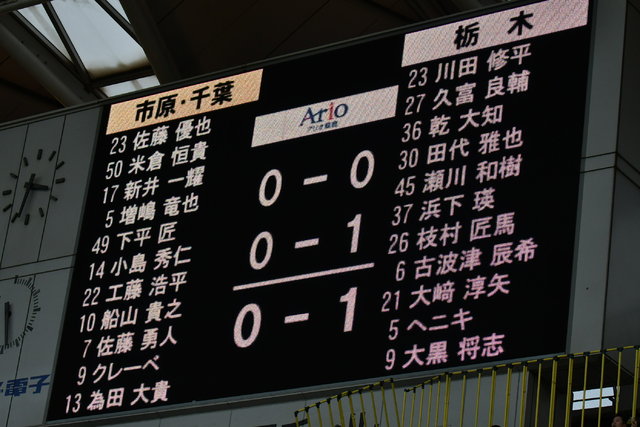 市原・千葉
23 佐藤 優也
50 米倉 恒貴
17 新井 一耀
5 増嶋 竜也
49 下平 匠
14 小島 秀仁
22 工藤 浩平
10 船山 貴之
7 佐藤 勇人
9 クレーベ
13 為田 大貴
Ario
アリオ蘇我
0 - 0
0 - 1
0 - 1
栃木
23 川田 修平
27 久富 良輔
36 乾 大知
30 田代 雅也
45 瀬川 和樹
37 浜下 瑛
26 枝村 匠馬
6 古波津 辰希
21 大﨑 淳矢
5 ヘニキ
9 大黒 将志
電子